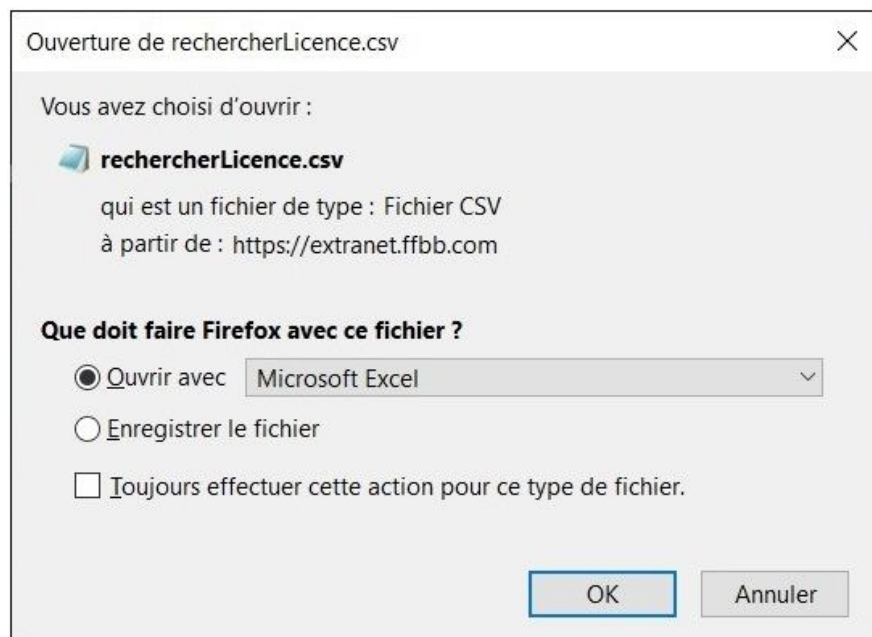 Ouverture de rechercherLicence.csv
Vous avez choisi d'ouvrir :
rechercherLicence.csv
qui est un fichier de type : Fichier CSV
à partir de : https://extranet.ffbb.com
Que doit faire Firefox avec ce fichier ?
Ouvrir avec Microsoft Excel
Enregistrer le fichier
Toujours effectuer cette action pour ce type de fichier.
OK Annuler